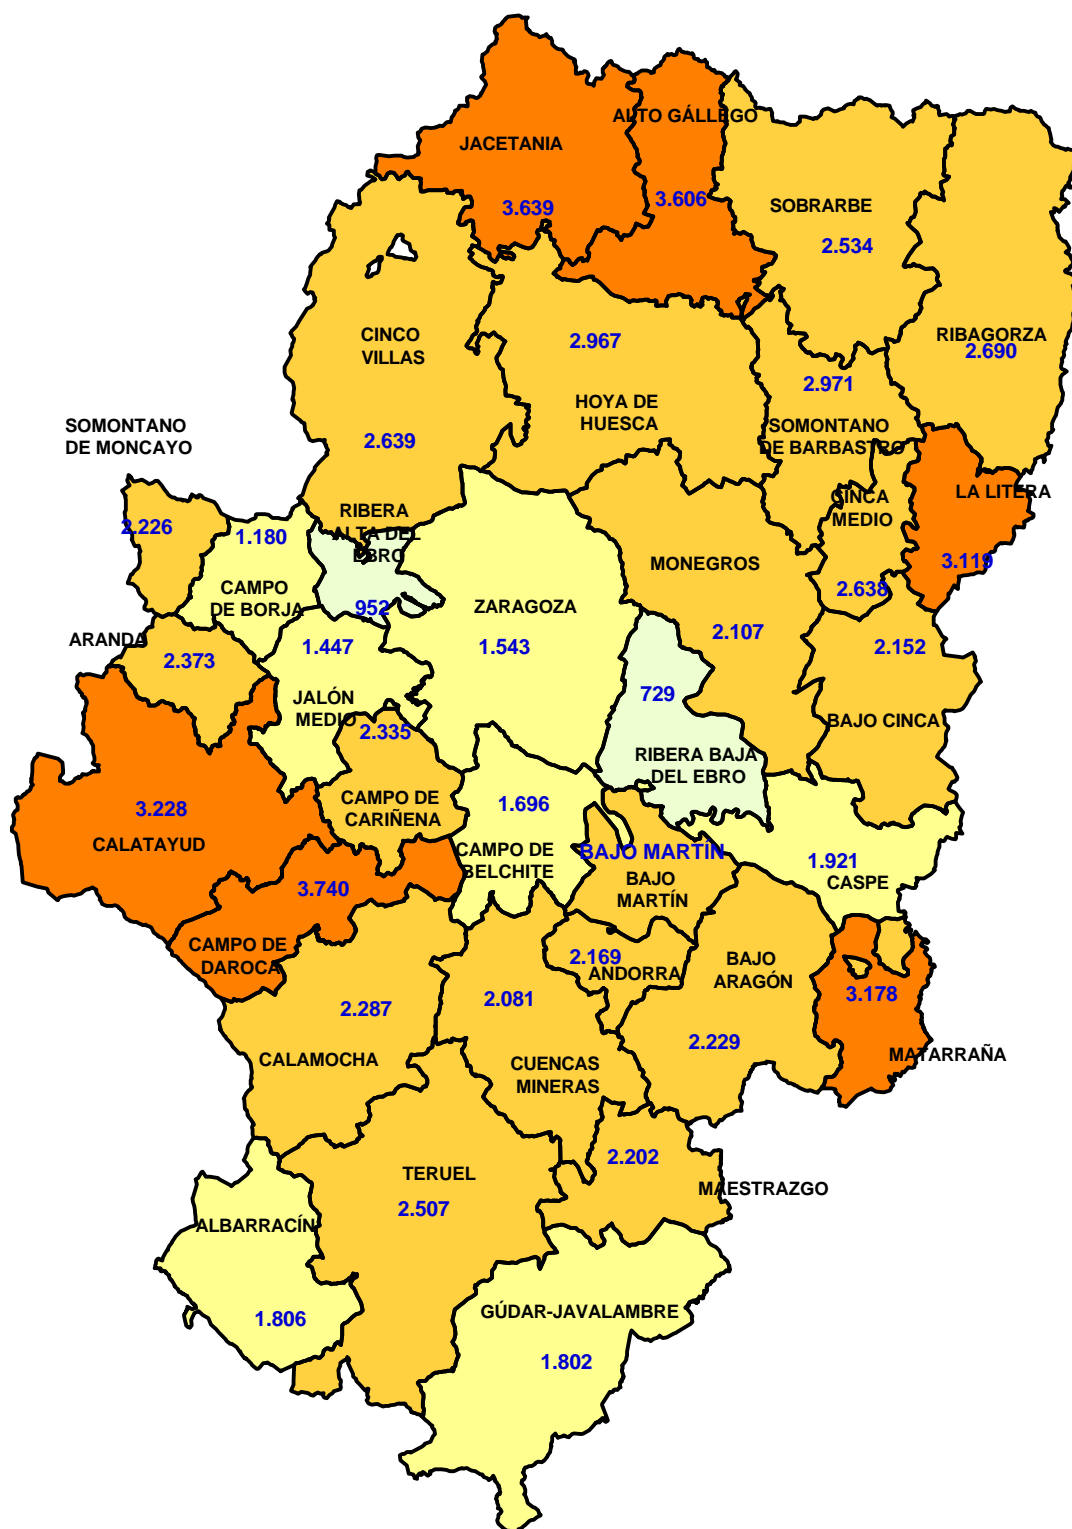 ALTO GÁLLEGO
JACETANIA
3.639
3.606
SOBRARBE
2.534
CINCO
VILLAS
2.967
RIBAGORZA
2.690
2.971
HOYA DE
HUESCA
SOMONTANO
DE MONCAYO
2.639
SOMONTANO
DE BARBASTRO
LA LITERA
CINCA
MEDIO
RIBERA
ALTA DEL
EBRO
2.226
1.180
MONEGROS
3.119
CAMPO
DE BORJA
952
ZARAGOZA
2.638
ARANDA
2.373
1.447
1.543
2.107
2.152
JALÓN
MEDIO
729
BAJO CINCA
2.335
RIBERA BAJA
DEL EBRO
3.228
CAMPO DE
CARIÑENA
1.696
CALATAYUD
CAMPO DE
BELCHITE
BAJO MARTÍN
BAJO
MARTÍN
1.921
CASPE
3.740
CAMPO DE
DAROCA
2.169
ANDORRA
BAJO
ARAGÓN
3.178
2.287
2.081
2.229
CALAMOCHA
CUENCAS
MINERAS
MATARRAÑA
2.202
TERUEL
MAESTRAZGO
2.507
ALBARRACÍN
1.806
GÚDAR-JAVALAMBRE
1.802